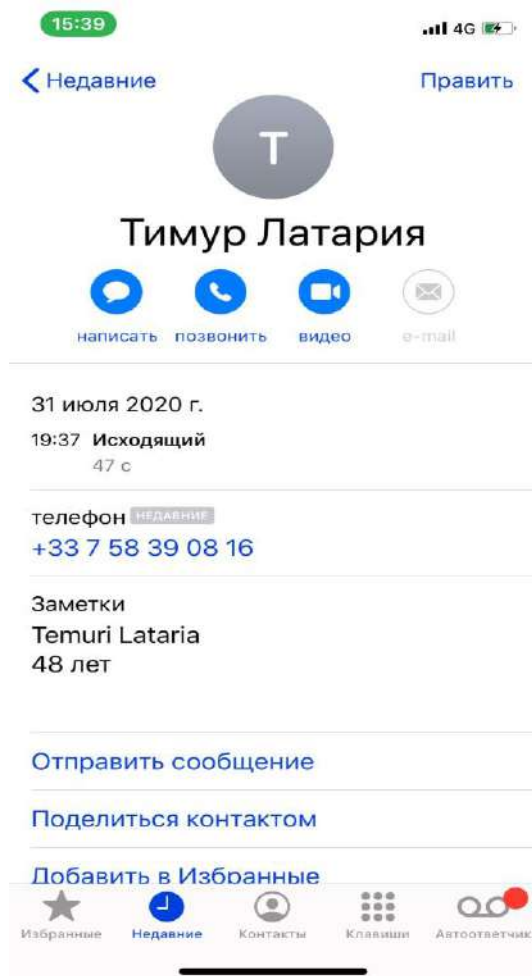 15:39
4G
Недавние
Править
Т
Тимур Латария
написать позвонить видео e-mail
31 июля 2020 г.
19:37 Исходящий
47 с
телефон НЕДАВНИЕ
+33 7 58 39 08 16
Заметки
Temuri Lataria
48 лет
Отправить сообщение
Поделиться контактом
Добавить в Избранные
Избранные Недавние Контакты Клавиши Автоответчик